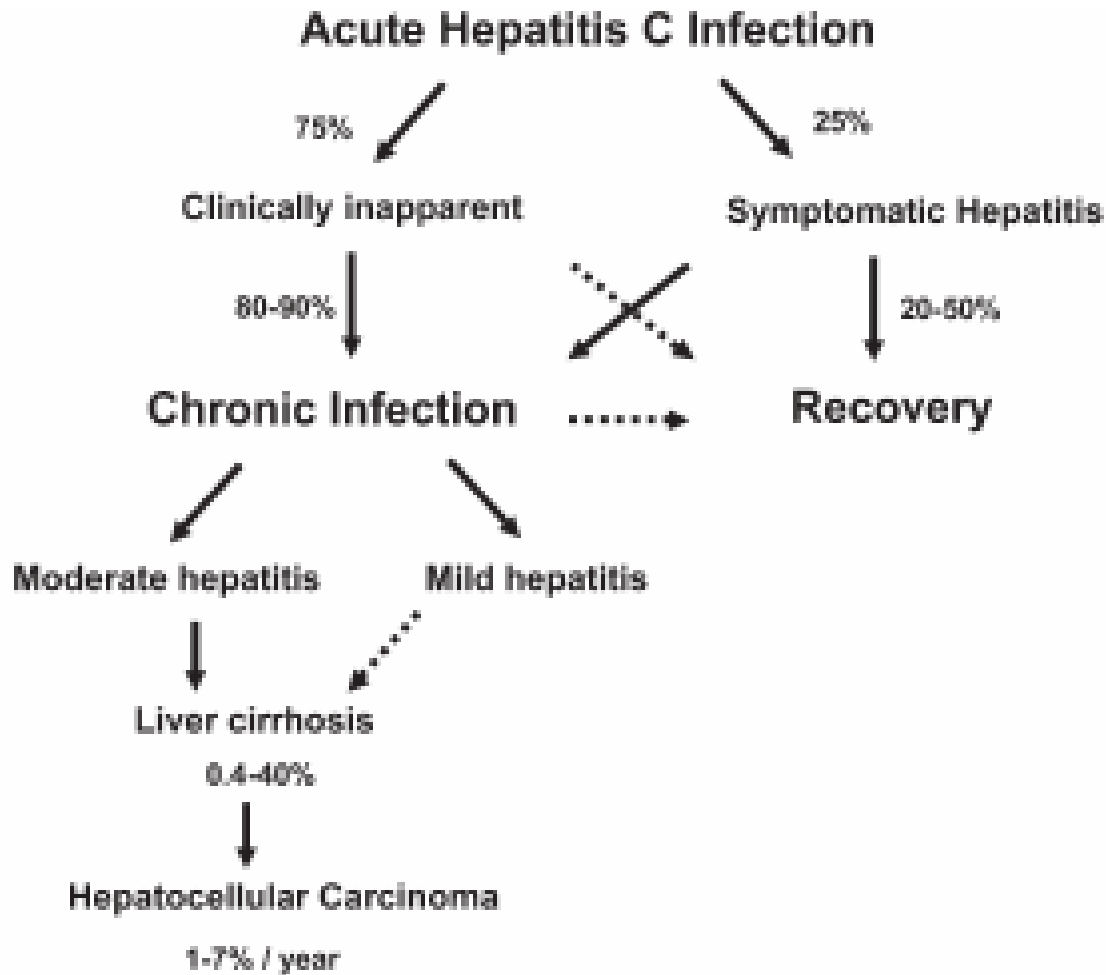 Acute Hepatitis C Infection
75%
25%
Clinically inapparent
Symptomatic Hepatitis
80-90%
20-50%
Chronic Infection
Recovery
Moderate hepatitis
Mild hepatitis
Liver cirrhosis
0.4-40%
Hepatocellular Carcinoma
1-7% / year